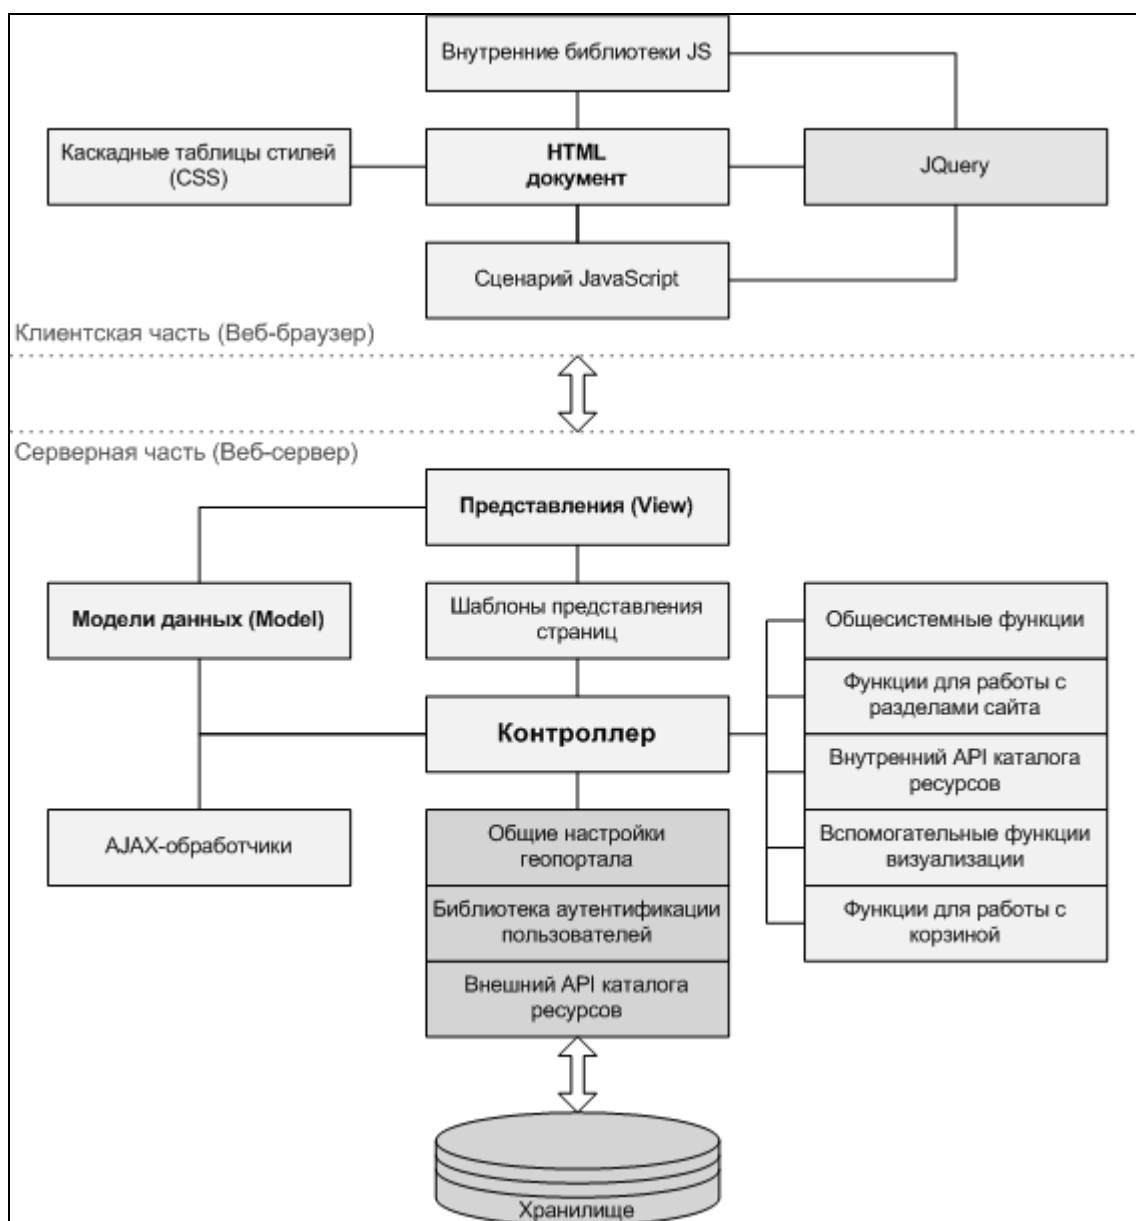 Внутренние библиотеки JS
Каскадные таблицы стилей
(CSS)
HTML
документ
JQuery
Сценарий JavaScript
Клиентская часть (Веб-браузер)
Серверная часть (Веб-сервер)
Представления (View)
Модели данных (Model)
Шаблоны представления
страниц
Общесистемные функции
Функции для работы с
разделами сайта
Контроллер
Внутренний API каталога
ресурсов
AJAX-обработчики
Общие настройки
геопортала
Вспомогательные функции
визуализации
Библиотека аутентификации
пользователей
Функции для работы с
корзиной
Внешний API каталога
ресурсов
Хранилище